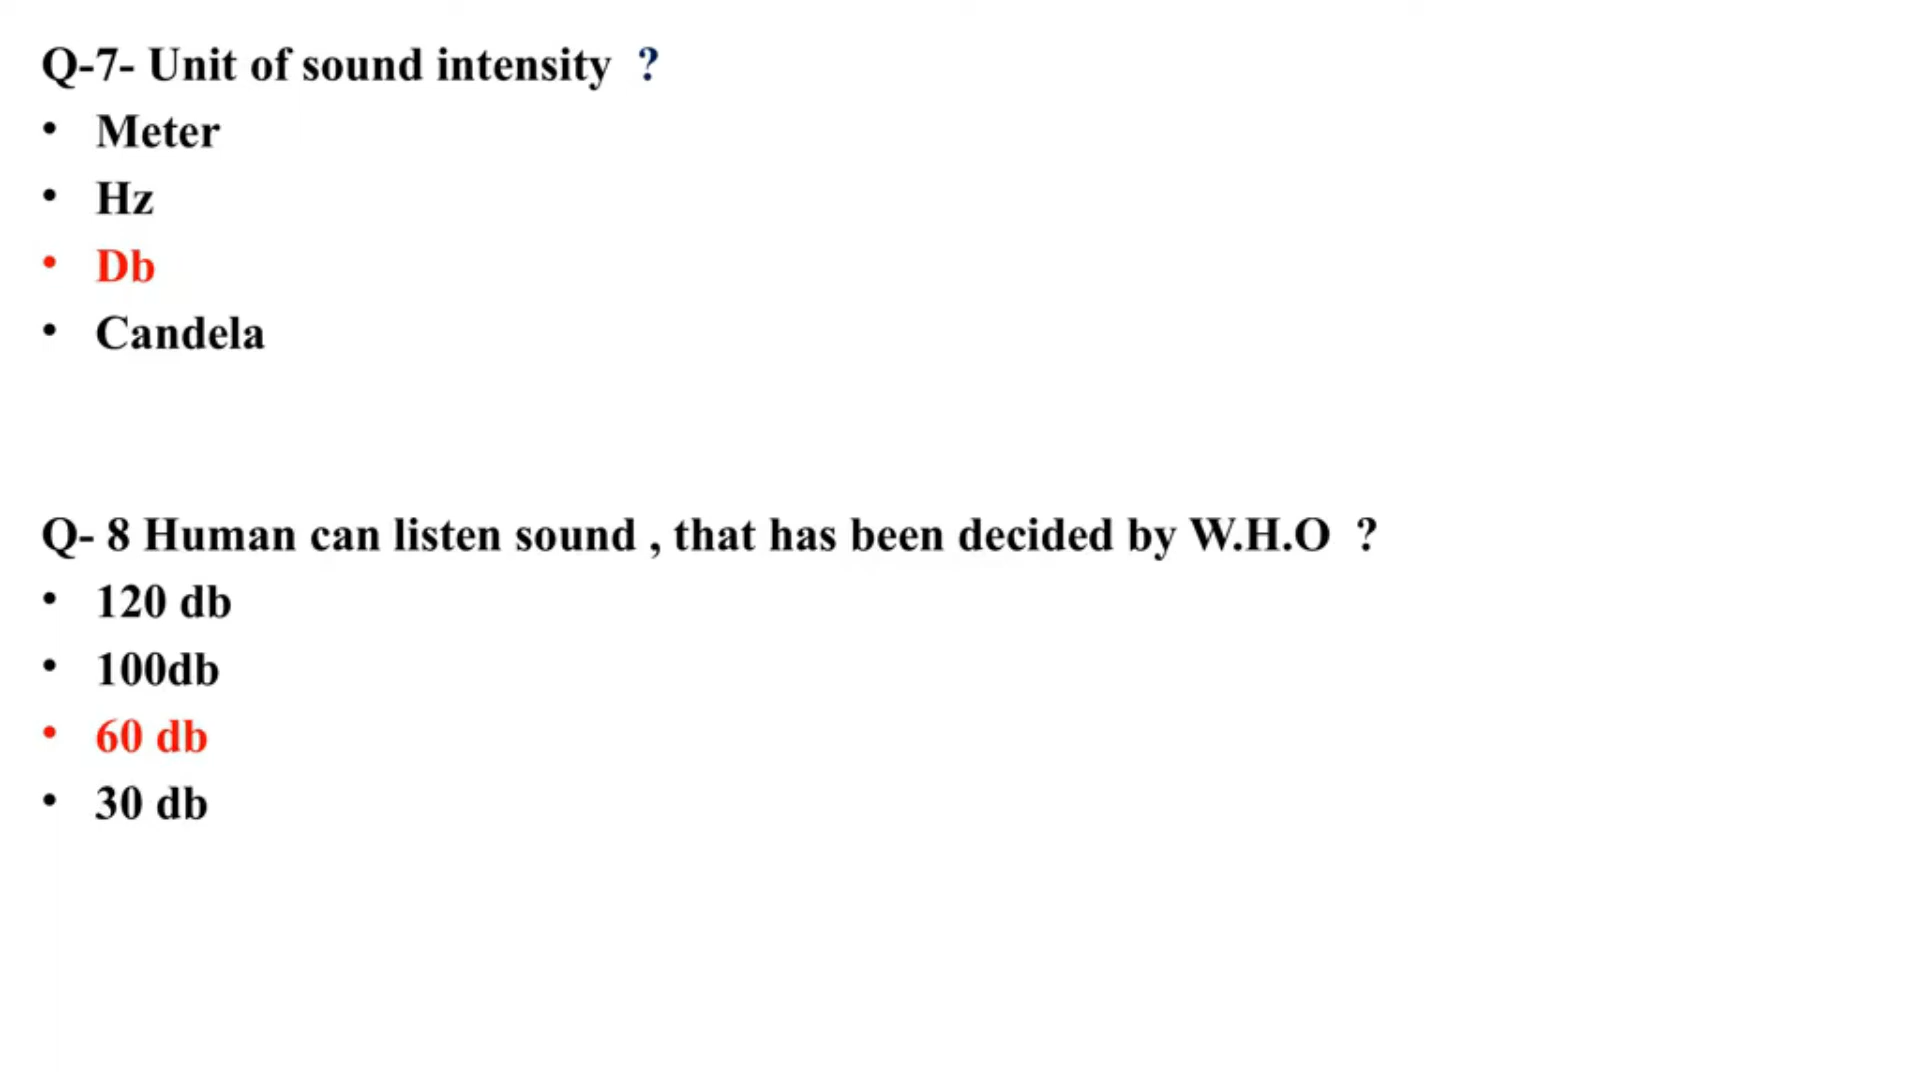 Q-7- Unit of sound intensity ?
• Meter
• Hz
• Db
• Candela
Q- 8 Human can listen sound , that has been decided by W.H.O ?
• 120 db
• 100db
• 60 db
• 30 db